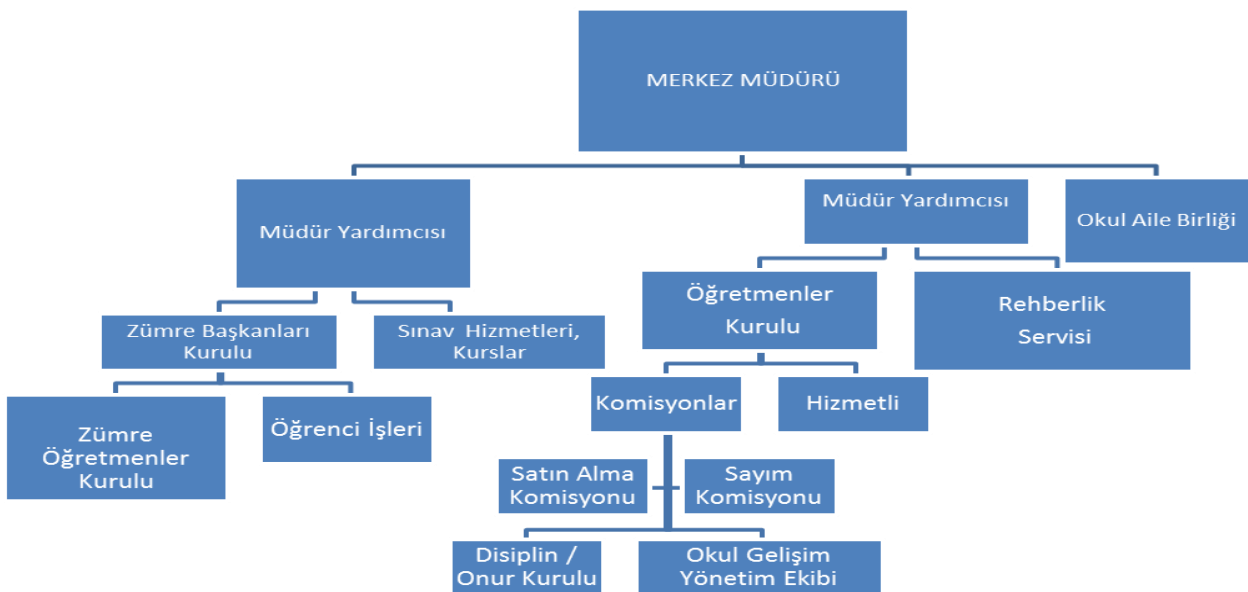 MERKEZ MÜDÜRÜ
Müdür Yardımcısı
Müdür Yardımcısı
Okul Aile Birliği
Zümre Başkanları
Kurulu
Sınav Hizmetleri,
Kurslar
Öğretmenler
Kurulu
Rehberlik
Servisi
Zümre
Öğretmenler
Kurulu
Öğrenci İşleri
Komisyonlar
Hizmetli
Satın Alma
Komisyonu
Sayım
Komisyonu
Disiplin /
Onur Kurulu
Okul Gelişim
Yönetim Ekibi